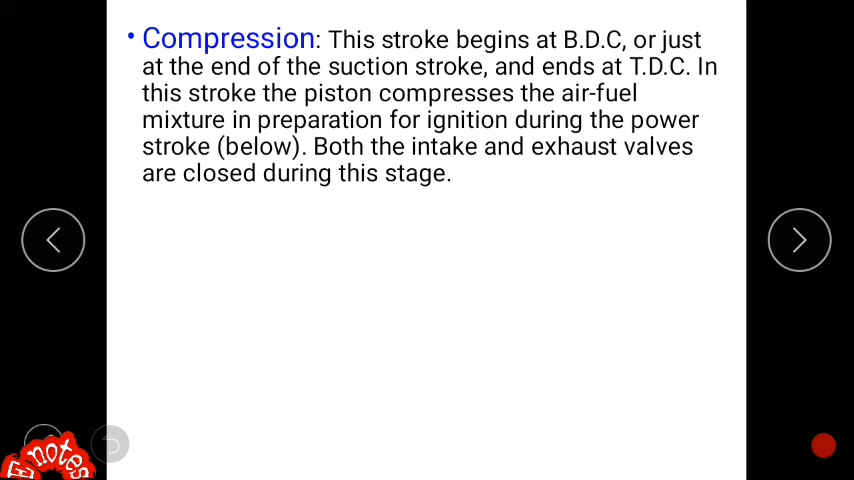 • Compression: This stroke begins at B.D.C, or just
at the end of the suction stroke, and ends at T.D.C. In
this stroke the piston compresses the air-fuel
mixture in preparation for ignition during the power
stroke (below). Both the intake and exhaust valves
are closed during this stage.
E notes